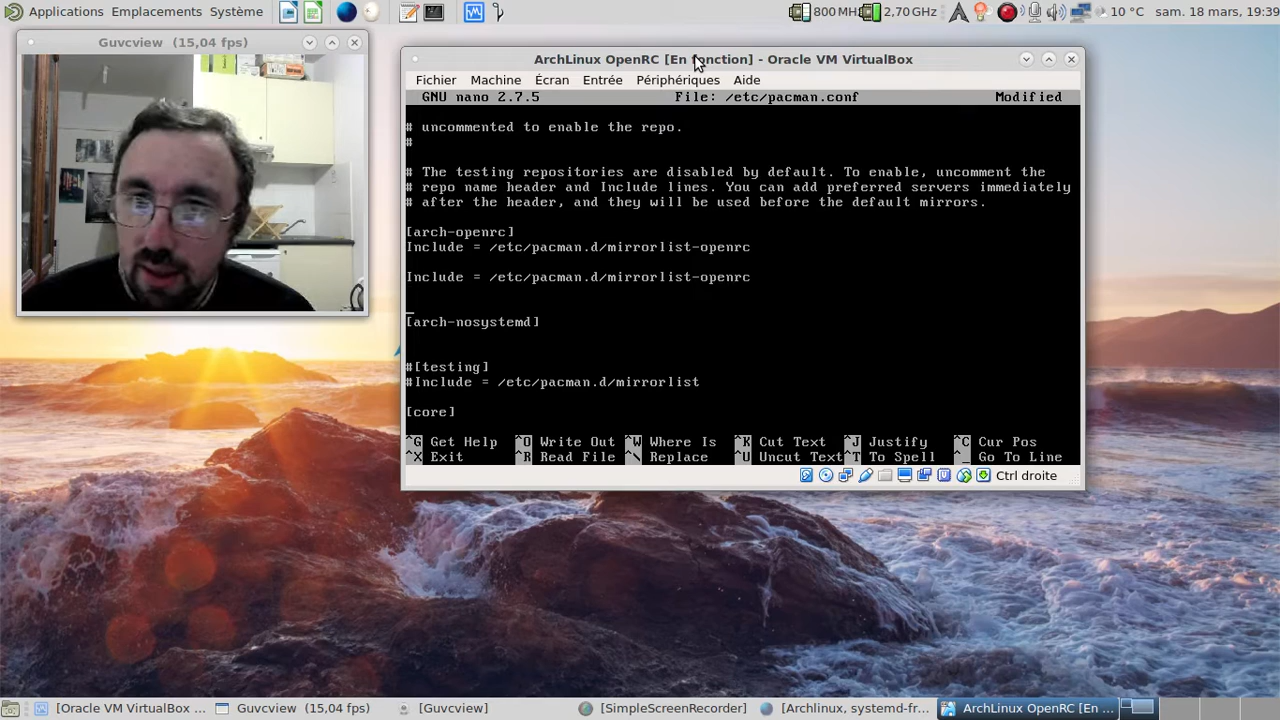 Applications Emplacements Système 800 MHz 2,70GHz 10 °C sam. 18 mars, 19:39
Guvcview (15,04 fps)
ArchLinux OpenRC [En fonction] - Oracle VM VirtualBox
Fichier Machine Écran Entrée Périphériques Aide
GNU nano 2.7.5 File: /etc/pacman.conf Modified
# uncommented to enable the repo.
#
# The testing repositories are disabled by default. To enable, uncomment the
# repo name header and Include lines. You can add preferred servers immediately
# after the header, and they will be used before the default mirrors.
[arch-openrc]
Include = /etc/pacman.d/mirrorlist-openrc
Include = /etc/pacman.d/mirrorlist-openrc
[arch-nosystemd]
#[testing]
#Include = /etc/pacman.d/mirrorlist
[core]
^G Get Help ^O Write Out ^W Where Is ^K Cut Text ^J Justify ^C Cur Pos
^X Exit ^R Read File ^\ Replace ^U Uncut Text ^T To Spell ^_ Go To Line
Ctrl droite
[Oracle VM VirtualBox ... Guvcview (15,04 fps) [Guvcview] [SimpleScreenRecorder] [Archlinux, systemd-fr... ArchLinux OpenRC [En ...